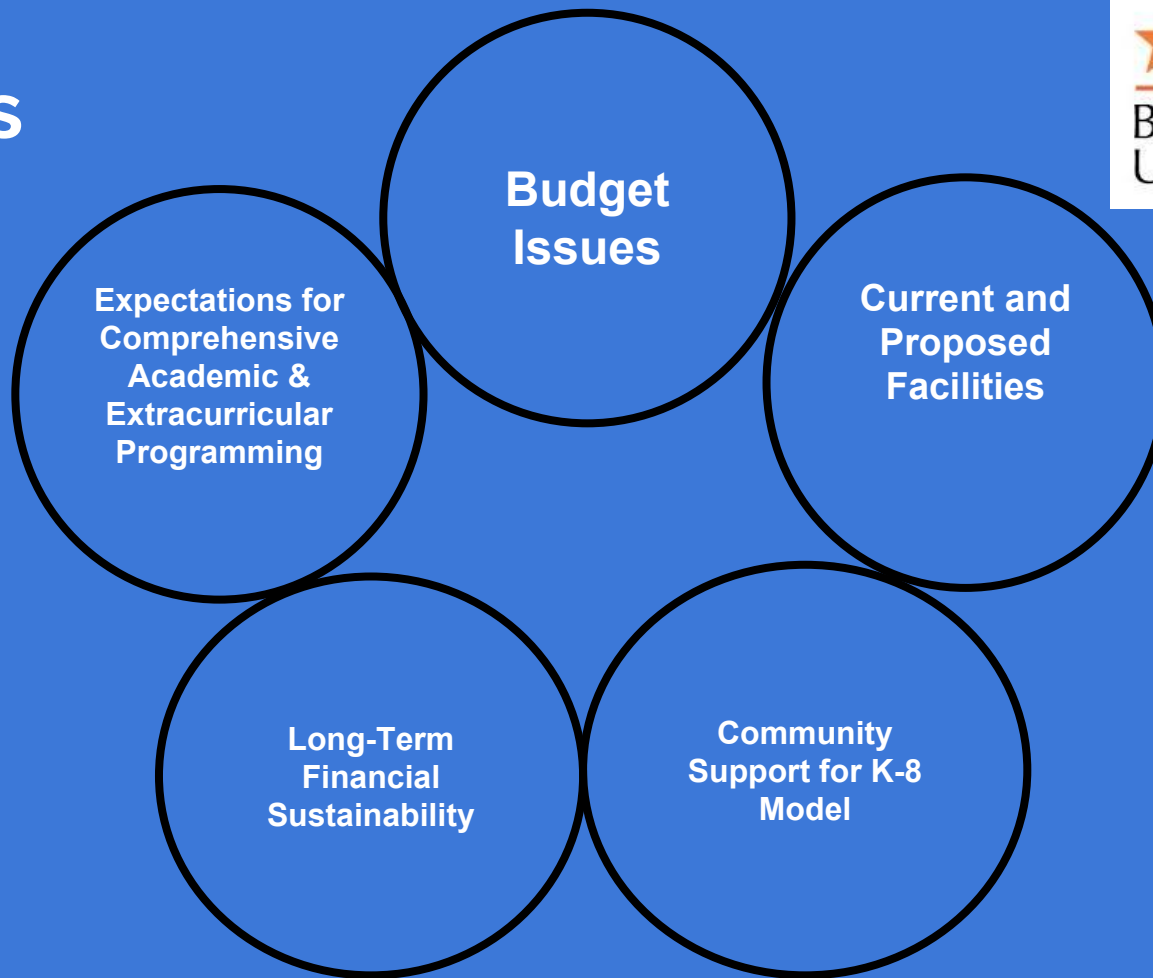 s
Budget
Issues
Expectations for
Comprehensive
Academic &
Extracurricular
Programming
Current and
Proposed
Facilities
Long-Term
Financial
Sustainability
Community
Support for K-8
Model
B
U